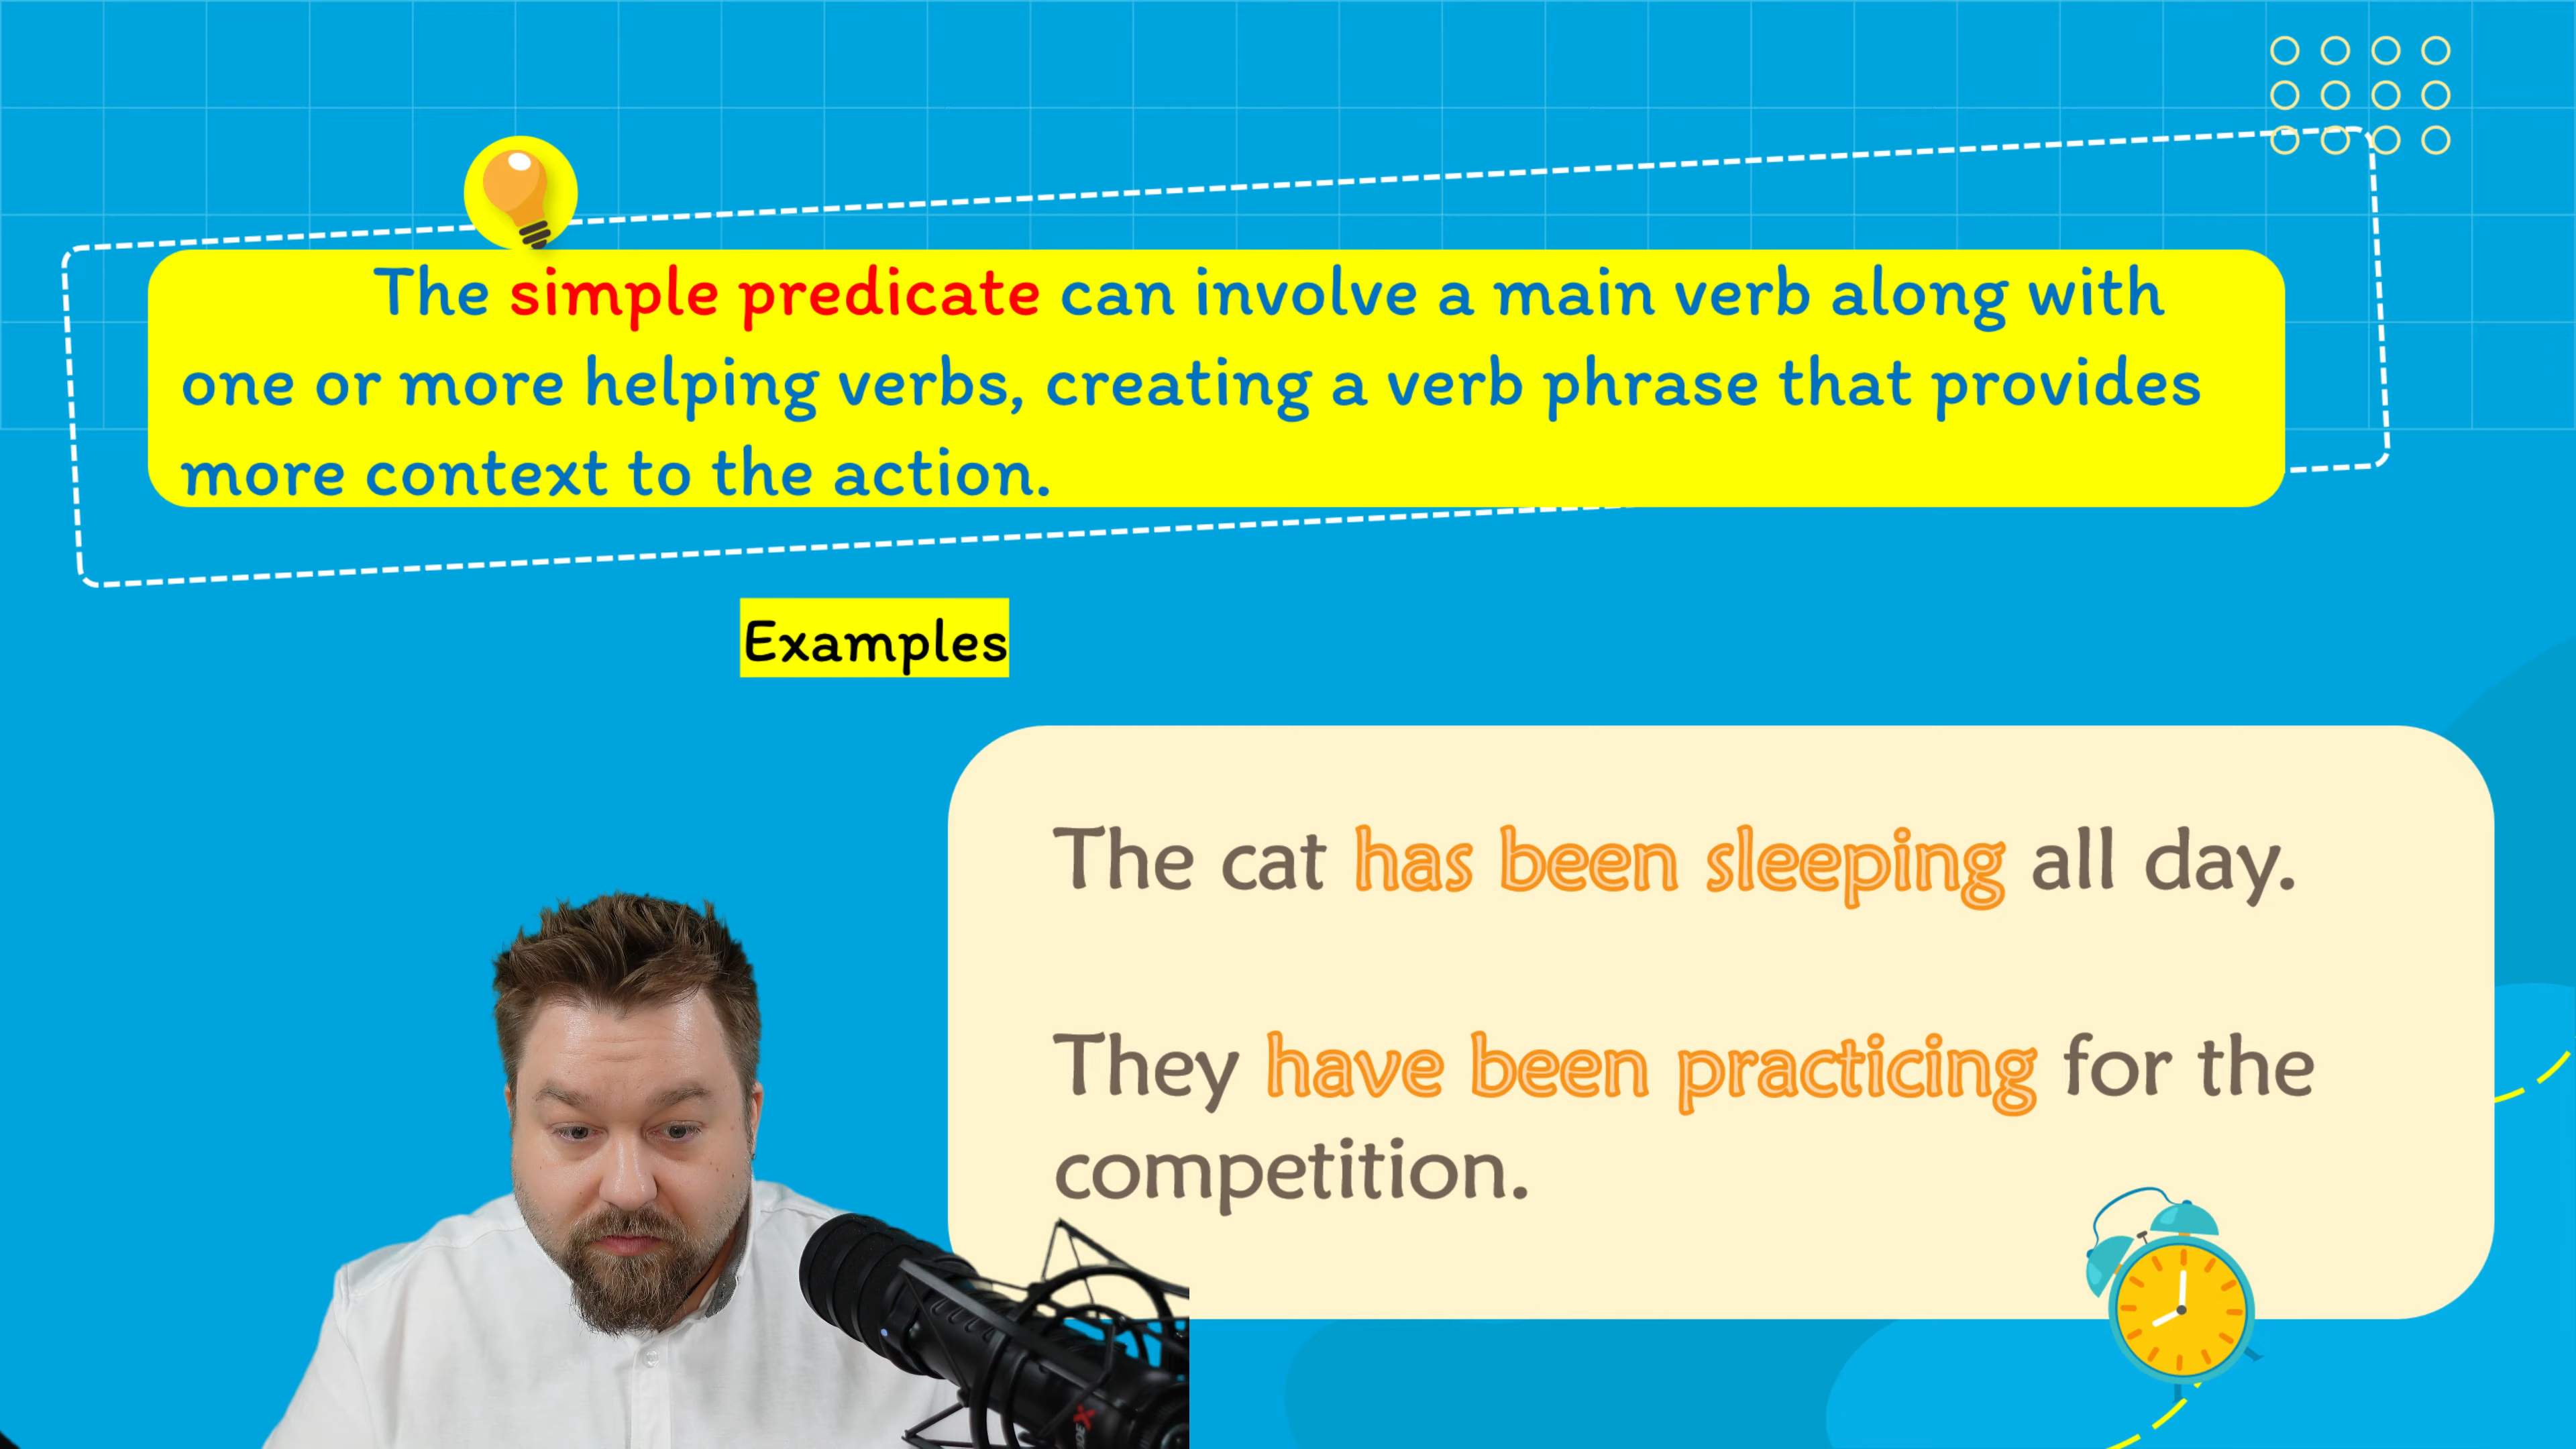 The simple predicate can involve a main verb along with
one or more helping verbs, creating a verb phrase that provides
more context to the action.
Examples
The cat has been sleeping all day.
They have been practicing for the
competition.